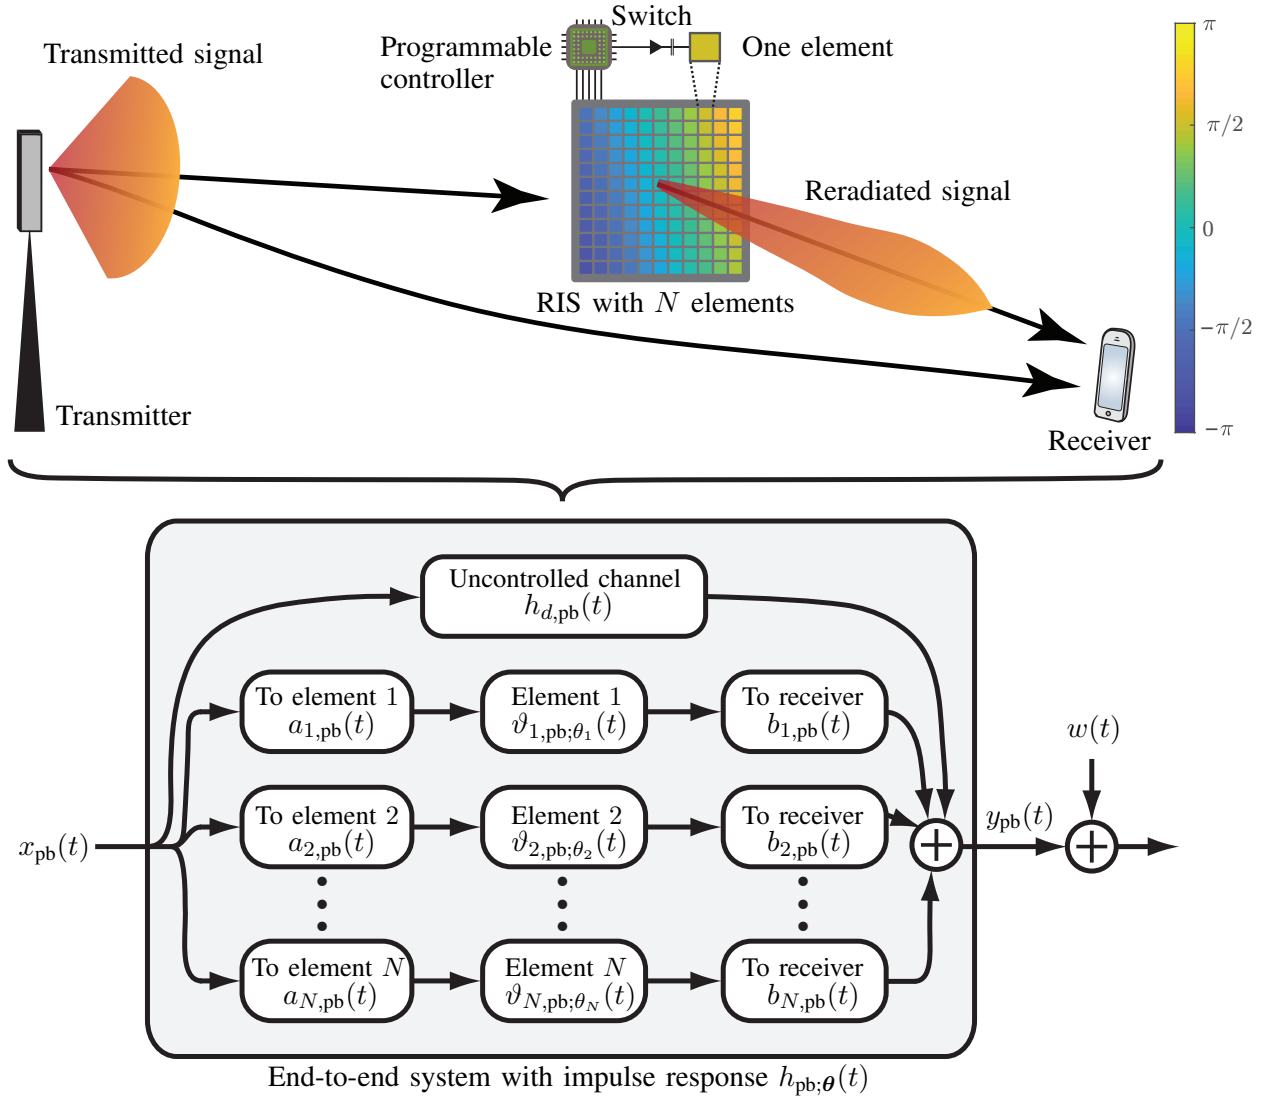 Switch
Transmitted signal
Programmable
controller
One element
Reradiated signal
RIS with N elements
Transmitter
Receiver
π
π/2
0
−π/2
−π
Uncontrolled channel
h_{d,pb}(t)
To element 1
a_{1,pb}(t)
Element 1
ϑ_{1,pb;θ_1}(t)
To receiver
b_{1,pb}(t)
w(t)
To element 2
a_{2,pb}(t)
Element 2
ϑ_{2,pb;θ_2}(t)
To receiver
b_{2,pb}(t)
x_{pb}(t)
y_{pb}(t)
To element N
a_{N,pb}(t)
Element N
ϑ_{N,pb;θ_N}(t)
To receiver
b_{N,pb}(t)
End-to-end system with impulse response h_{pb;θ}(t)